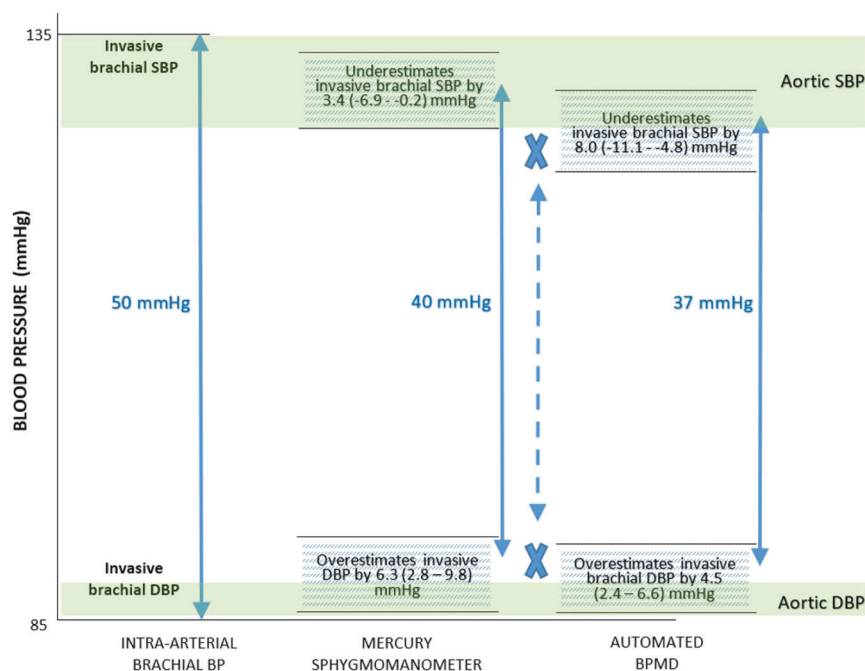 135
Invasive
brachial SBP
Underestimates
invasive brachial SBP by
3.4 (-6.9 - -0.2) mmHg
Aortic SBP
Underestimates
invasive brachial SBP by
8.0 (-11.1 - -4.8) mmHg
BLOOD PRESSURE (mmHg)
50 mmHg
40 mmHg
37 mmHg
Invasive
brachial DBP
Overestimates invasive
DBP by 6.3 (2.8 – 9.8)
mmHg
Overestimates invasive
brachial DBP by 4.5
(2.4 – 6.6) mmHg
Aortic DBP
85
INTRA-ARTERIAL
BRACHIAL BP
MERCURY
SPHYGMOMANOMETER
AUTOMATED
BPMD